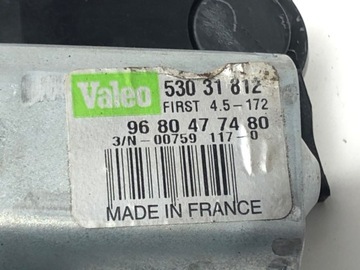 Valeo 530 31 812
FIRST 4.5-172
96 80 47 74 80
3/N-00759 117-0
MADE IN FRANCE